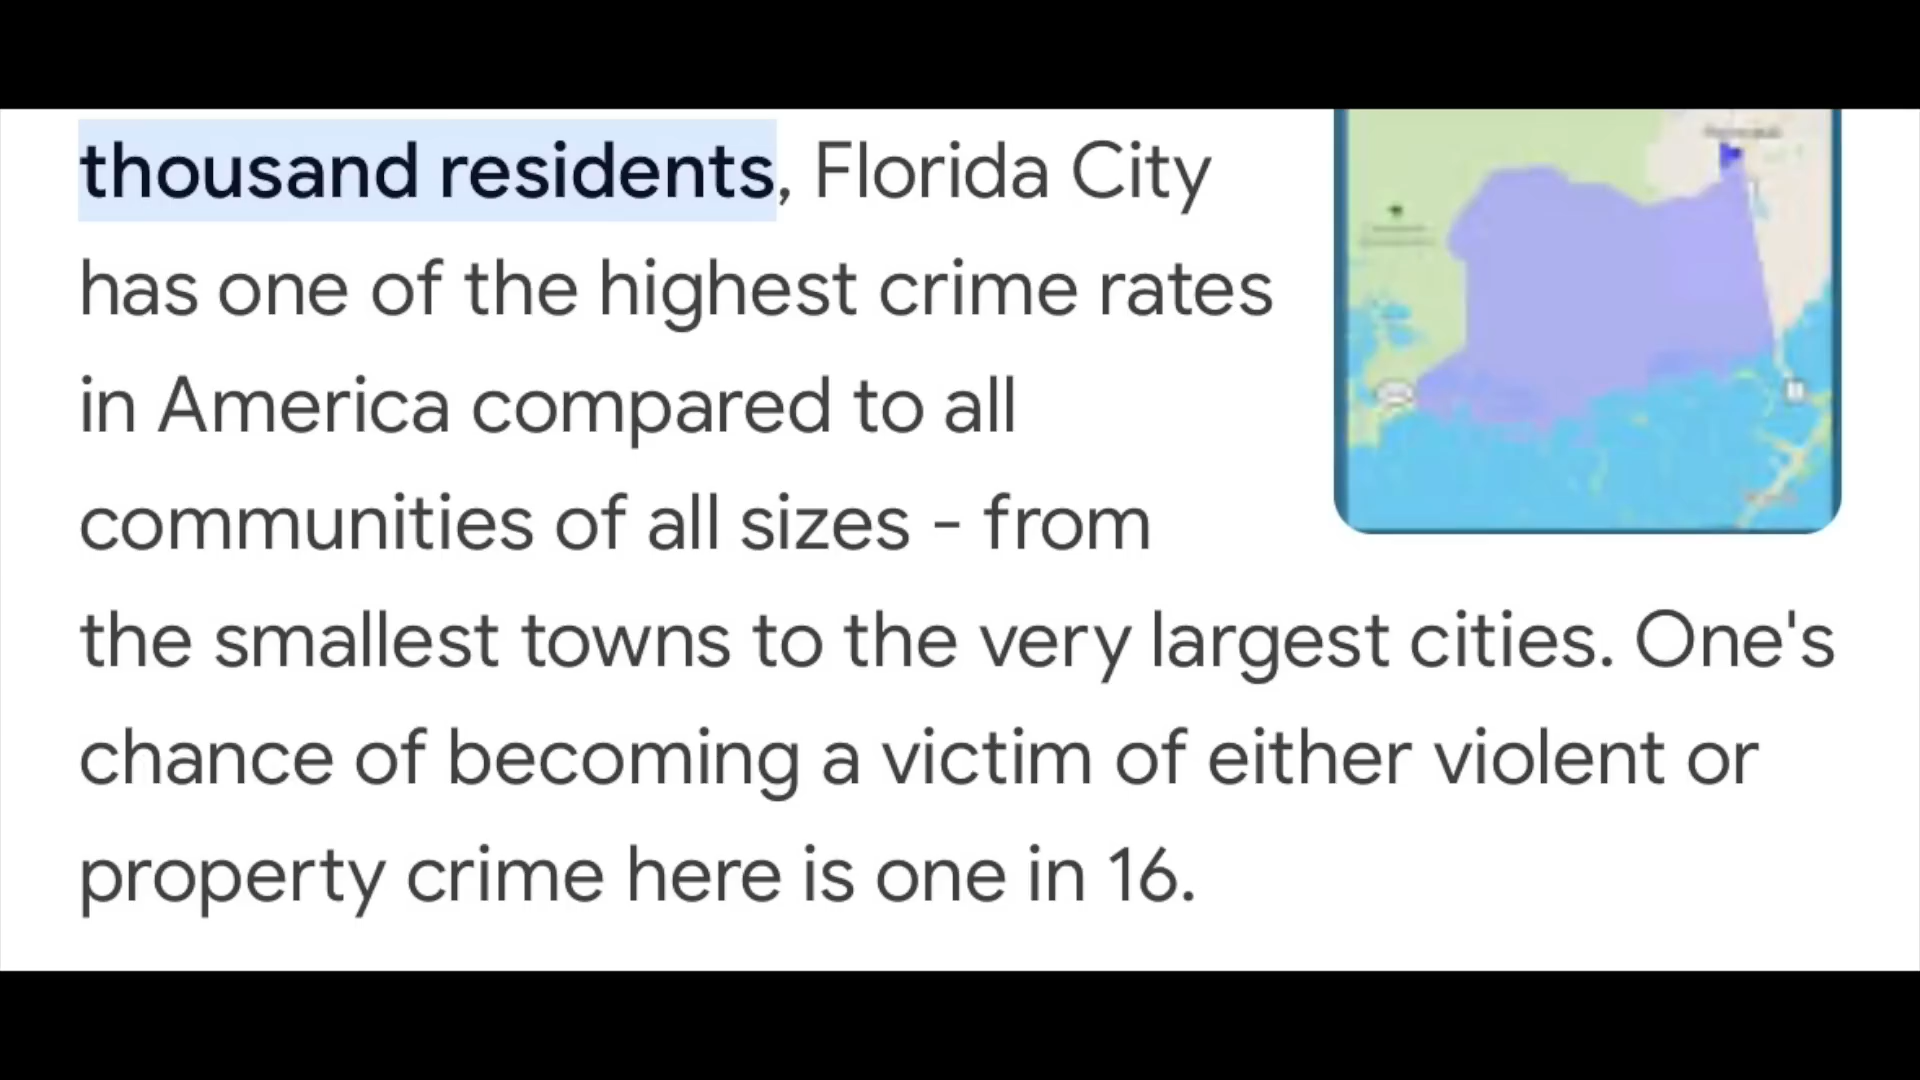 thousand residents, Florida City
has one of the highest crime rates
in America compared to all
communities of all sizes - from
the smallest towns to the very largest cities. One's
chance of becoming a victim of either violent or
property crime here is one in 16.